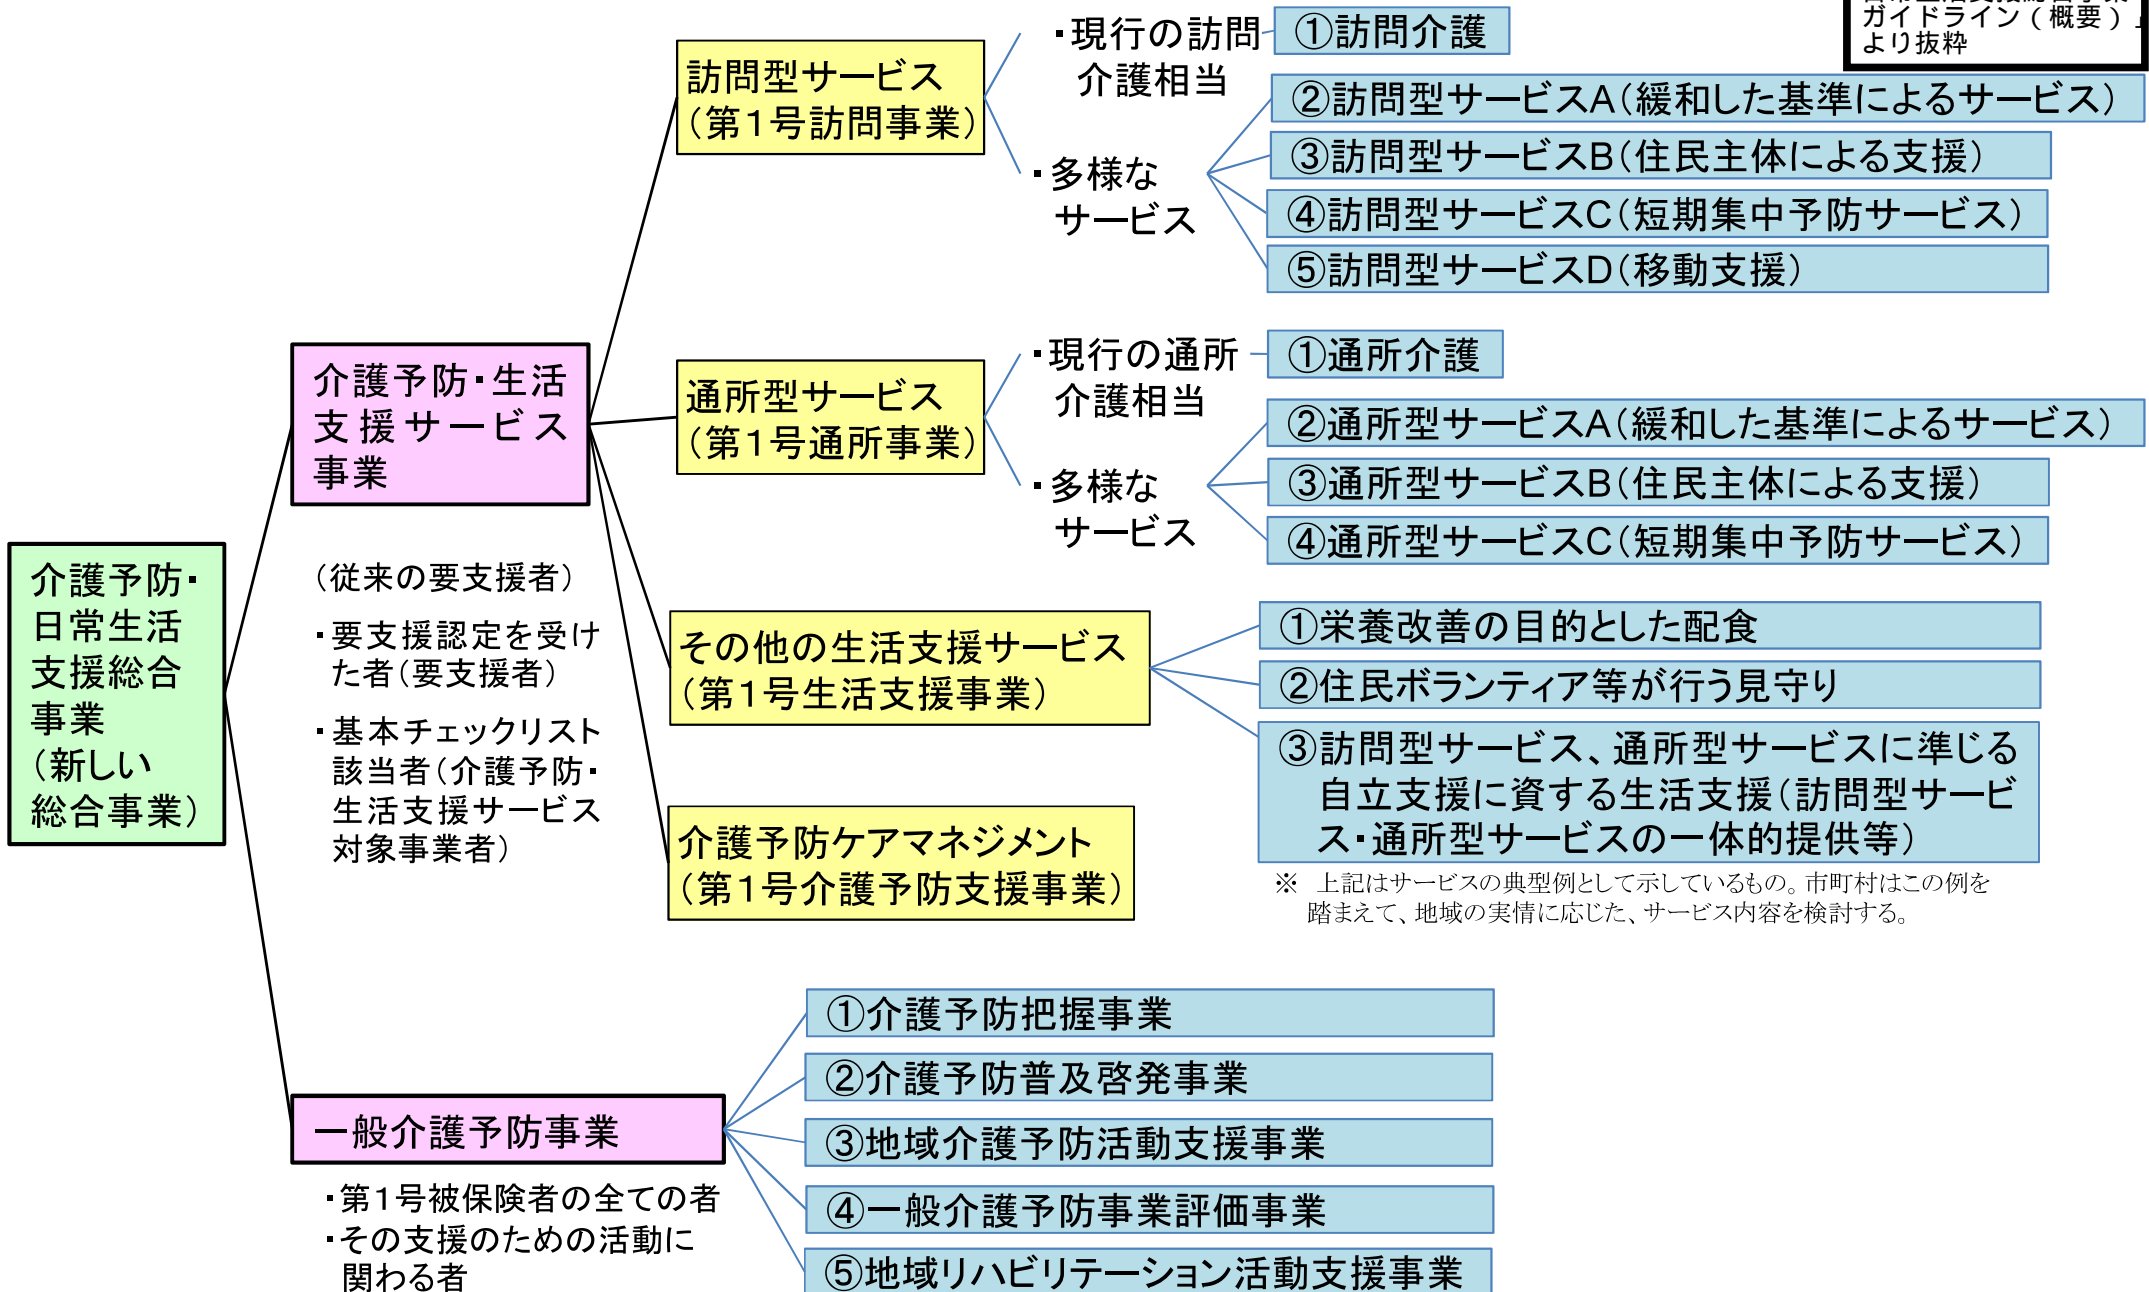 ガイドライン（概要）」
より抜粋
・現行の訪問
介護相当
①訪問介護
訪問型サービス
（第１号訪問事業）
②訪問型サービスA（緩和した基準によるサービス）
③訪問型サービスB（住民主体による支援）
・多様な
サービス
④訪問型サービスC（短期集中予防サービス）
⑤訪問型サービスD（移動支援）
介護予防・生活
支援サービス
事業
・現行の通所
介護相当
①通所介護
通所型サービス
（第１号通所事業）
②通所型サービスA（緩和した基準によるサービス）
・多様な
サービス
③通所型サービスB（住民主体による支援）
④通所型サービスC（短期集中予防サービス）
介護予防・
日常生活
支援総合
事業
（新しい
総合事業）
（従来の要支援者）
・要支援認定を受け
た者（要支援者）
・基本チェックリスト
該当者（介護予防・
生活支援サービス
対象事業者）
その他の生活支援サービス
（第１号生活支援事業）
①栄養改善の目的とした配食
②住民ボランティア等が行う見守り
③訪問型サービス、通所型サービスに準じる
自立支援に資する生活支援（訪問型サービ
ス・通所型サービスの一体的提供等）
介護予防ケアマネジメント
（第１号介護予防支援事業）
※　上記はサービスの典型例として示しているもの。市町村はこの例を
踏まえて、地域の実情に応じた、サービス内容を検討する。
一般介護予防事業
・第１号被保険者の全ての者
・その支援のための活動に
関わる者
①介護予防把握事業
②介護予防普及啓発事業
③地域介護予防活動支援事業
④一般介護予防事業評価事業
⑤地域リハビリテーション活動支援事業